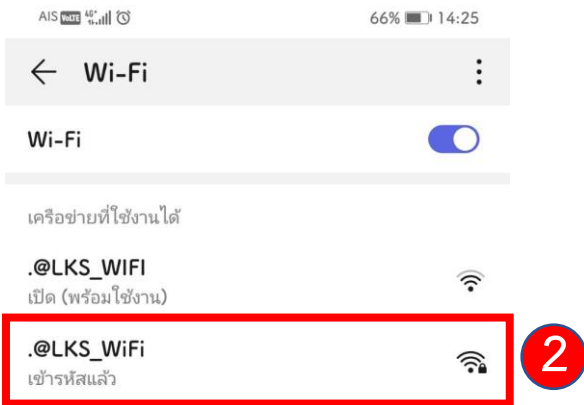 AIS VoLTE 4G+ 66% 14:25
Wi-Fi
Wi-Fi
เครือข่ายที่ใช้งานได้
.@LKS_WIFI
เปิด (พร้อมใช้งาน)
.@LKS_WiFi
เข้ารหัสแล้ว
2